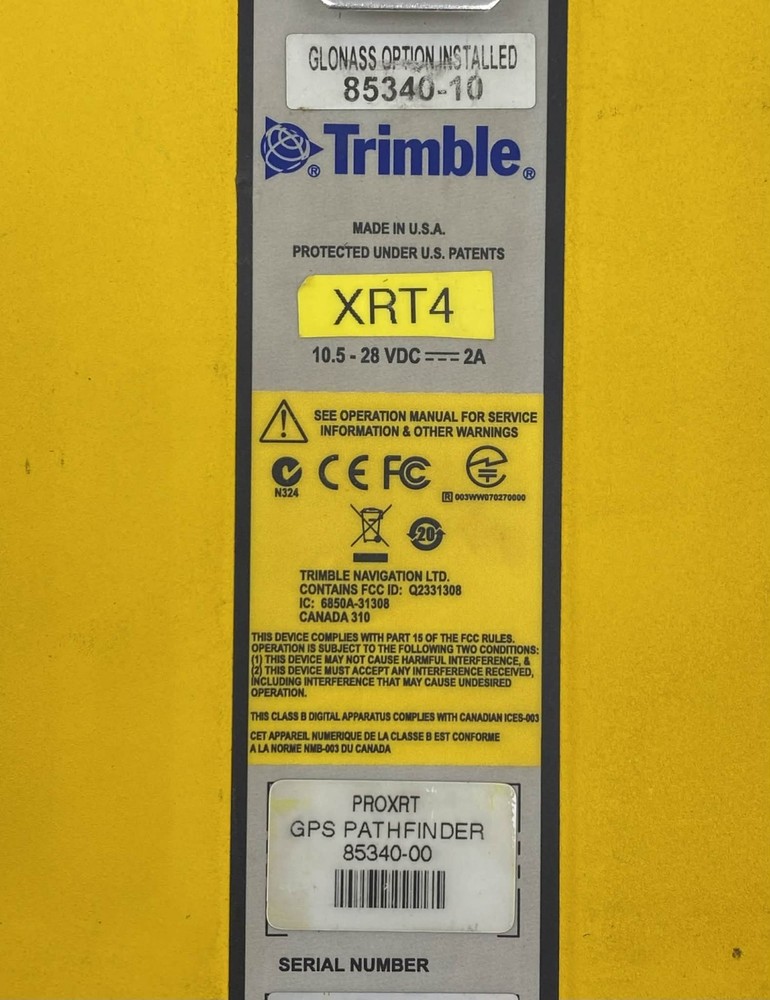 GLONASS OPTION INSTALLED
85340-10
Trimble®
MADE IN U.S.A.
PROTECTED UNDER U.S. PATENTS
XRT4
10.5 - 28 VDC ⎓ 2A
SEE OPERATION MANUAL FOR SERVICE
INFORMATION & OTHER WARNINGS
N324
CE FC
R 003WW070270000
20
TRIMBLE NAVIGATION LTD.
CONTAINS FCC ID: Q2331308
IC: 6850A-31308
CANADA 310
THIS DEVICE COMPLIES WITH PART 15 OF THE FCC RULES.
OPERATION IS SUBJECT TO THE FOLLOWING TWO CONDITIONS:
(1) THIS DEVICE MAY NOT CAUSE HARMFUL INTERFERENCE, &
(2) THIS DEVICE MUST ACCEPT ANY INTERFERENCE RECEIVED,
INCLUDING INTERFERENCE THAT MAY CAUSE UNDESIRED
OPERATION.
THIS CLASS B DIGITAL APPARATUS COMPLIES WITH CANADIAN ICES-003
CET APPAREIL NUMERIQUE DE LA CLASSE B EST CONFORME
A LA NORME NMB-003 DU CANADA
PROXRT
GPS PATHFINDER
85340-00
SERIAL NUMBER